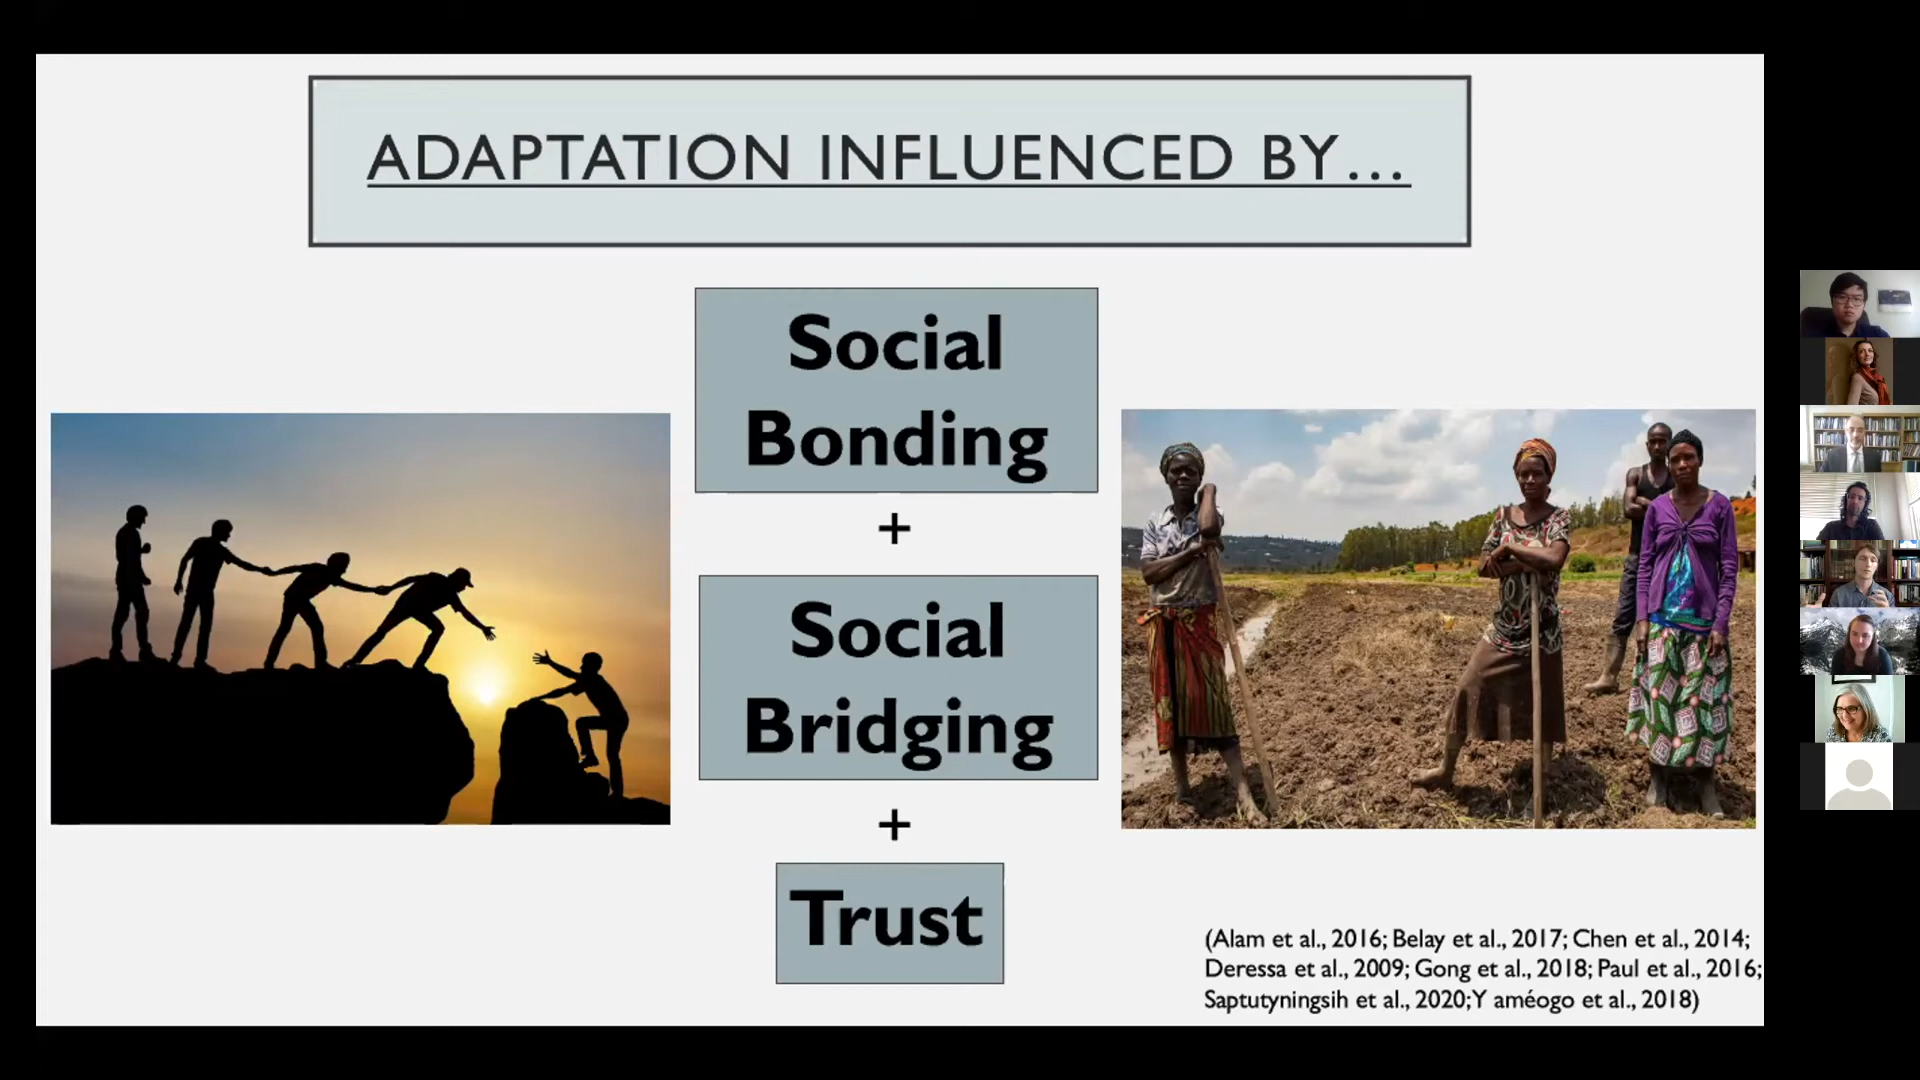 ADAPTATION INFLUENCED BY...
Social
Bonding
+
Social
Bridging
+
Trust
(Alam et al., 2016; Belay et al., 2017; Chen et al., 2014;
Deressa et al., 2009; Gong et al., 2018; Paul et al., 2016;
Saptutyningsih et al., 2020;Y améogo et al., 2018)